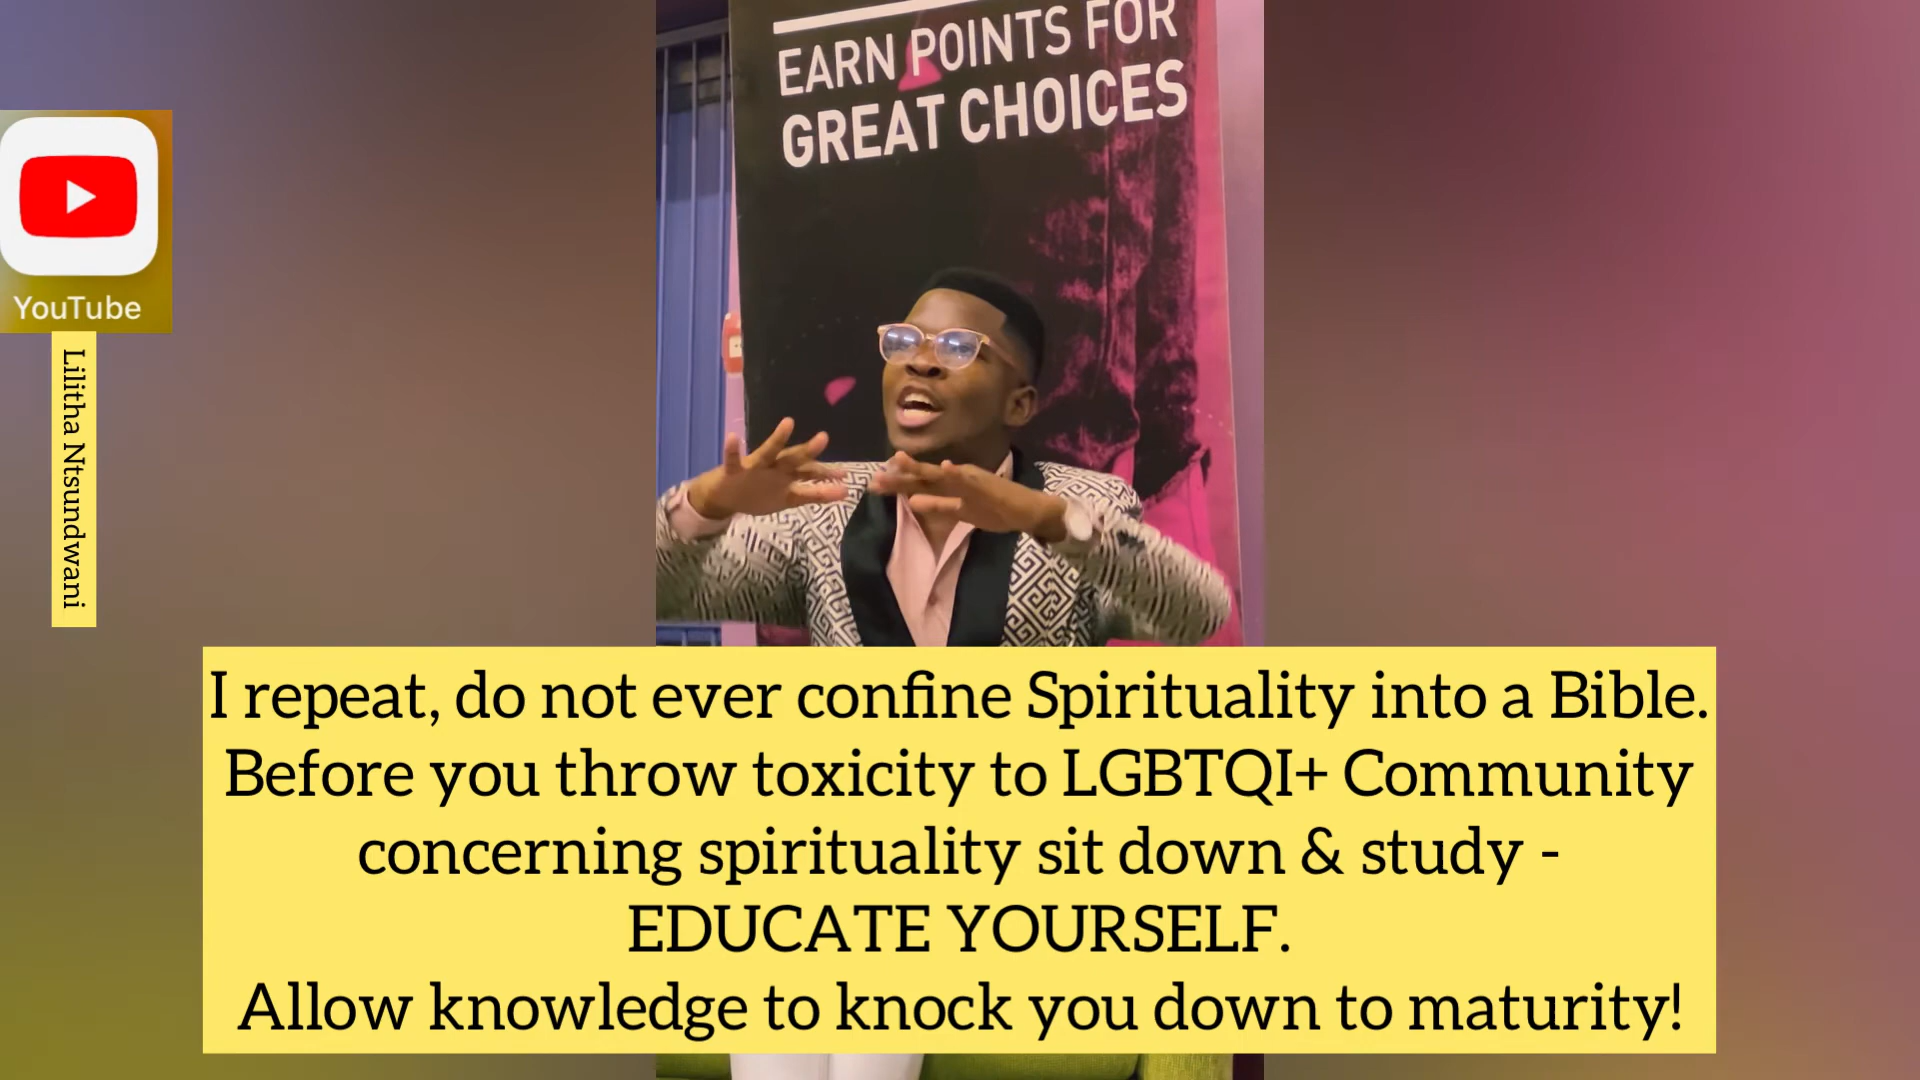 EARN POINTS FOR
GREAT CHOICES
YouTube
Lilitha Ntsundwani
I repeat, do not ever confine Spirituality into a Bible.
Before you throw toxicity to LGBTQI+ Community
concerning spirituality sit down & study -
EDUCATE YOURSELF.
Allow knowledge to knock you down to maturity!